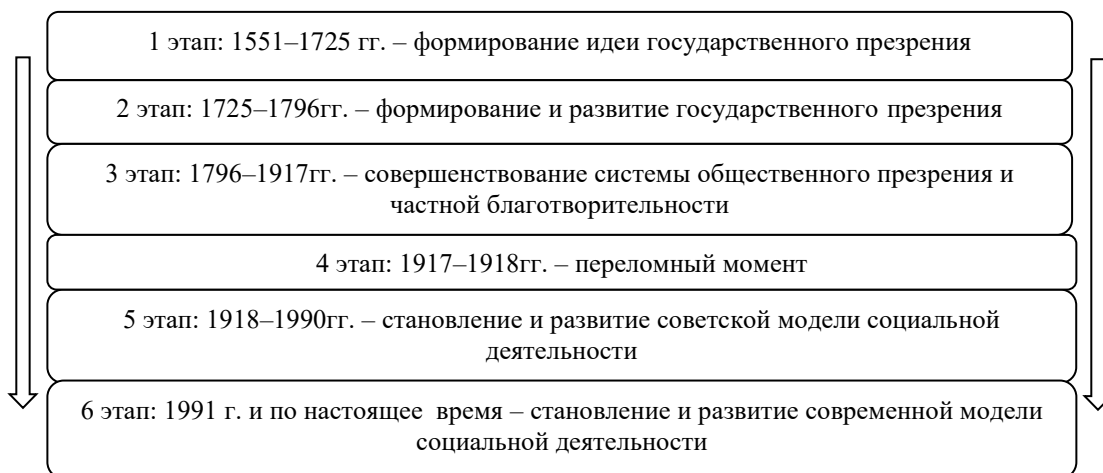 1 этап: 1551–1725 гг. – формирование идеи государственного презрения
2 этап: 1725–1796гг. – формирование и развитие государственного презрения
3 этап: 1796–1917гг. – совершенствование системы общественного презрения и
частной благотворительности
4 этап: 1917–1918гг. – переломный момент
5 этап: 1918–1990гг. – становление и развитие советской модели социальной
деятельности
6 этап: 1991 г. и по настоящее время – становление и развитие современной модели
социальной деятельности